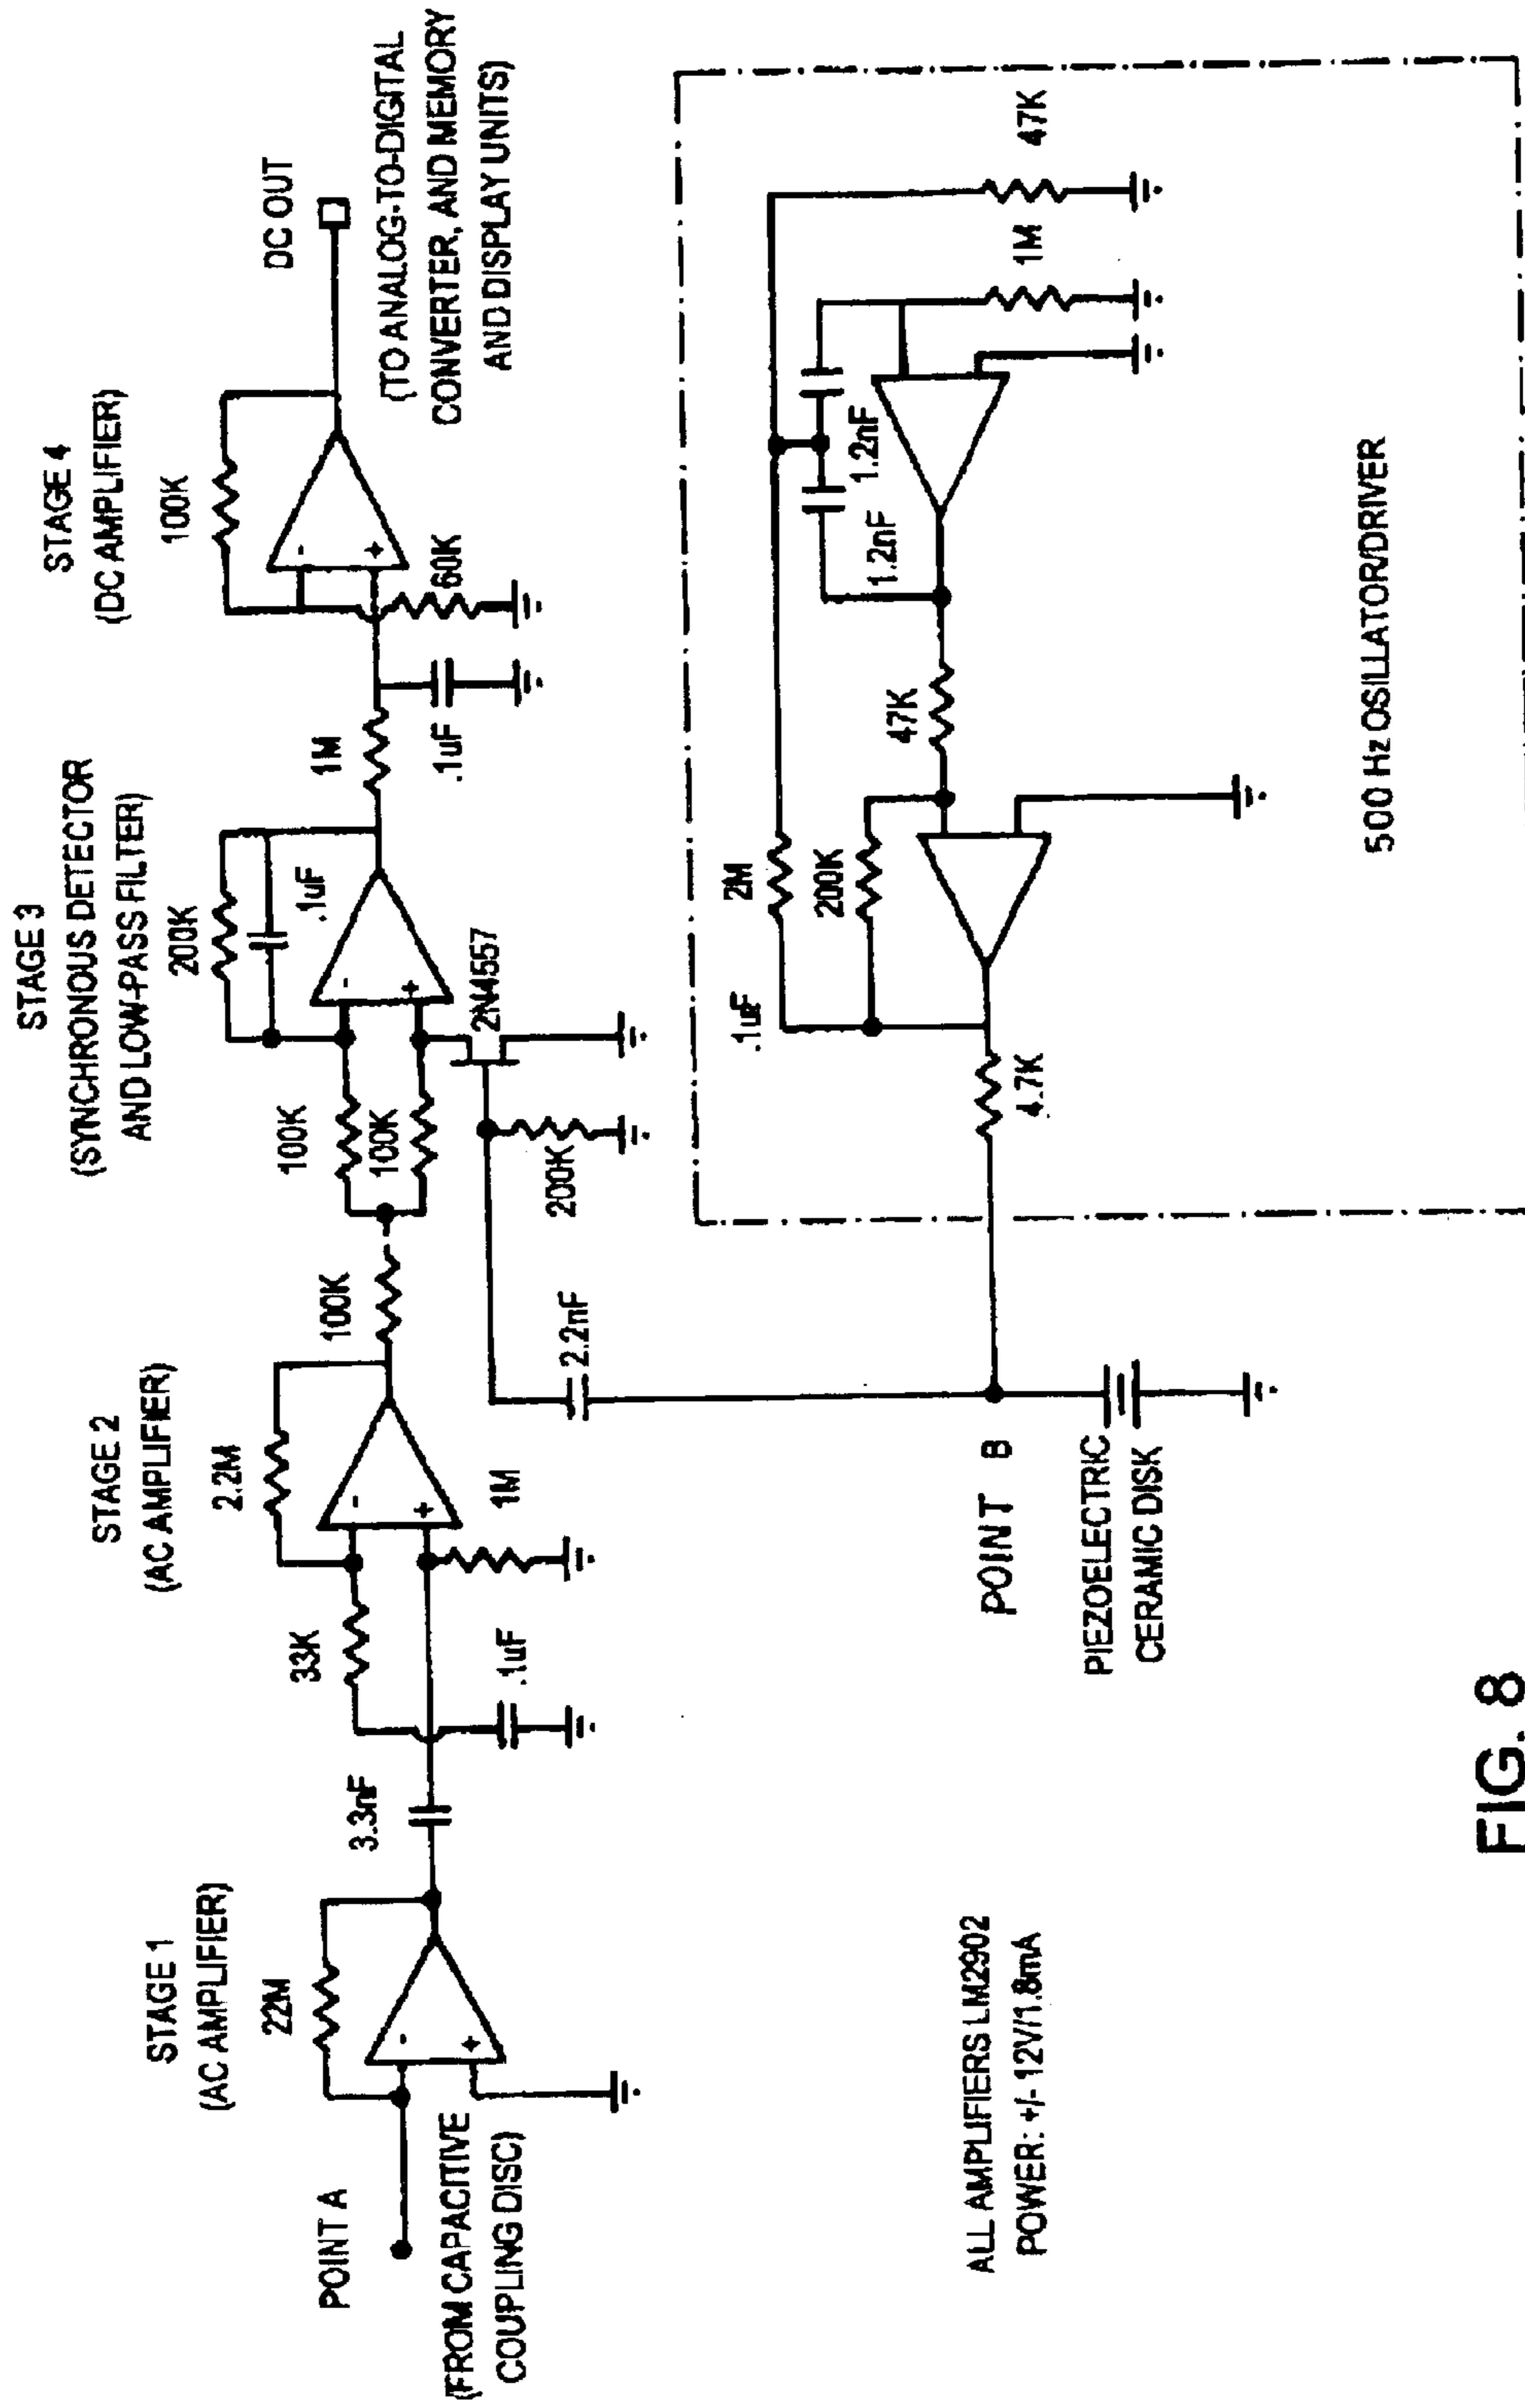 STAGE 1
(AC AMPLIFIER)
22M
-
+
POINT A
(FROM CAPACITIVE
COUPLING DISC)
3.3nF
STAGE 2
(AC AMPLIFIER)
2.2M
33K
-
+
1M
.1uF
100K
STAGE 3
(SYNCHRONOUS DETECTOR
AND LOW-PASS FILTER)
200K
.1uF
100K
100K
-
+
2N4557
200K
2.2nF
1M
.1uF
STAGE 4
(DC AMPLIFIER)
100K
-
+
60K
DC OUT
(TO ANALOG-TO-DIGITAL
CONVERTER, AND MEMORY
AND DISPLAY UNITS)
POINT B
PIEZOELECTRIC
CERAMIC DISK
4.7K
.1uF
2M
200K
47K
1.2nF
1.2nF
1M
47K
500 Hz OSILLATOR/DRIVER
ALL AMPLIFIERS LM2902
POWER: +/-12V/1.8mA
FIG. 8